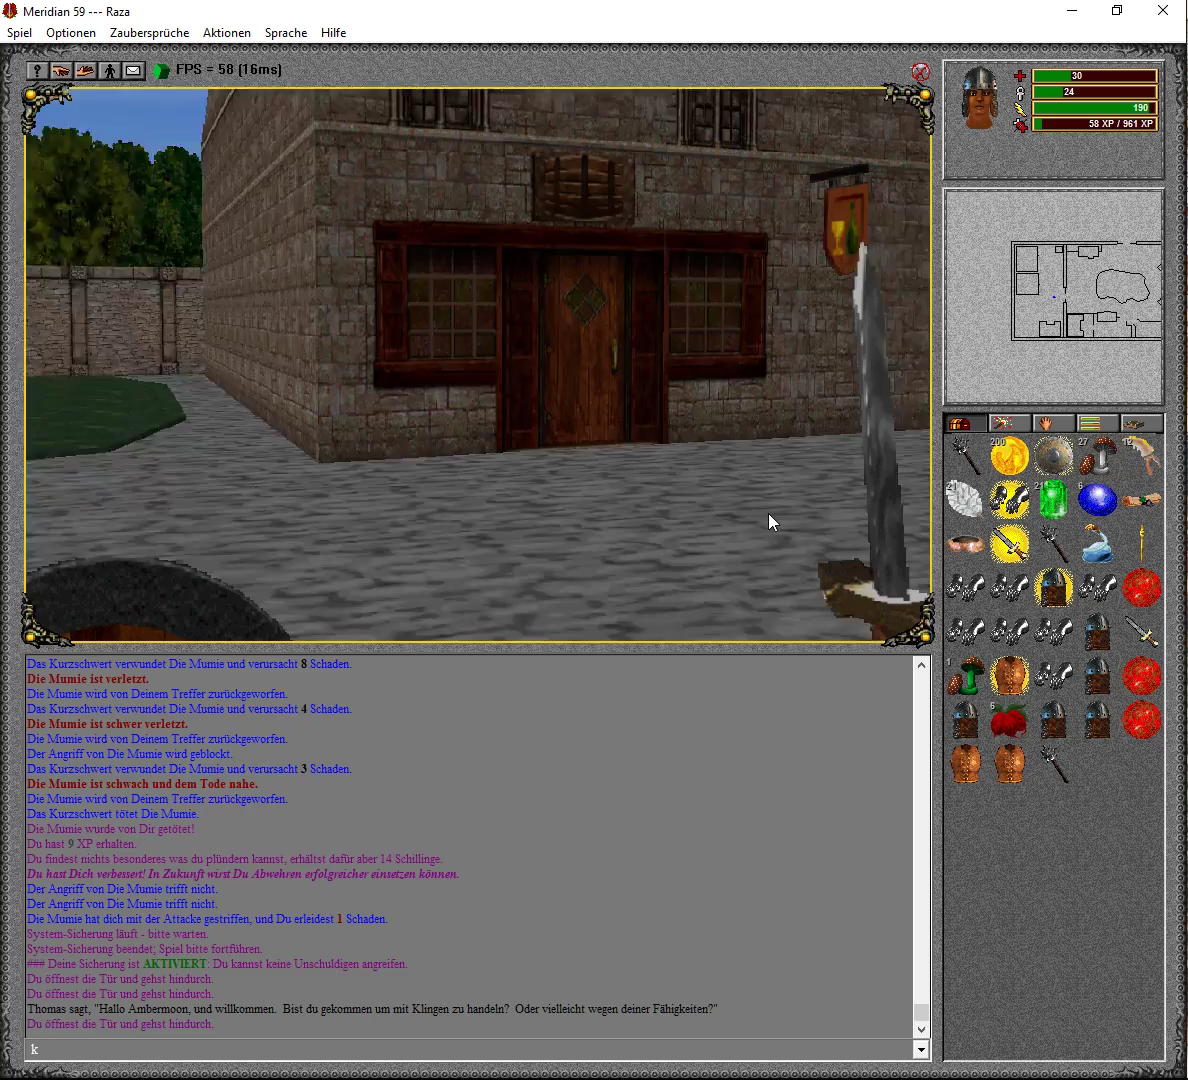 Meridian 59 --- Raza
Spiel Optionen Zaubersprüche Aktionen Sprache Hilfe
FPS = 58 (16ms)
30
24
190
58 XP / 961 XP
200
27
12
21
6
1
6
Das Kurzschwert verwundet Die Mumie und verursacht 8 Schaden.
Die Mumie ist verletzt.
Die Mumie wird von Deinem Treffer zurückgeworfen.
Das Kurzschwert verwundet Die Mumie und verursacht 4 Schaden.
Die Mumie ist schwer verletzt.
Die Mumie wird von Deinem Treffer zurückgeworfen.
Der Angriff von Die Mumie wird geblockt.
Das Kurzschwert verwundet Die Mumie und verursacht 3 Schaden.
Die Mumie ist schwach und dem Tode nahe.
Die Mumie wird von Deinem Treffer zurückgeworfen.
Das Kurzschwert tötet Die Mumie.
Die Mumie wurde von Dir getötet!
Du hast 9 XP erhalten.
Du findest nichts besonderes was du plündern kannst, erhältst dafür aber 14 Schillinge.
Du hast Dich verbessert! In Zukunft wirst Du Abwehren erfolgreicher einsetzen können.
Der Angriff von Die Mumie trifft nicht.
Der Angriff von Die Mumie trifft nicht.
Die Mumie hat dich mit der Attacke gestriffen, und Du erleidest 1 Schaden.
System-Sicherung läuft - bitte warten.
System-Sicherung beendet; Spiel bitte fortführen.
### Deine Sicherung ist AKTIVIERT: Du kannst keine Unschuldigen angreifen.
Du öffnest die Tür und gehst hindurch.
Du öffnest die Tür und gehst hindurch.
Thomas sagt, "Hallo Ambermoon, und willkommen. Bist du gekommen um mit Klingen zu handeln? Oder vielleicht wegen deiner Fähigkeiten?"
Du öffnest die Tür und gehst hindurch.
k